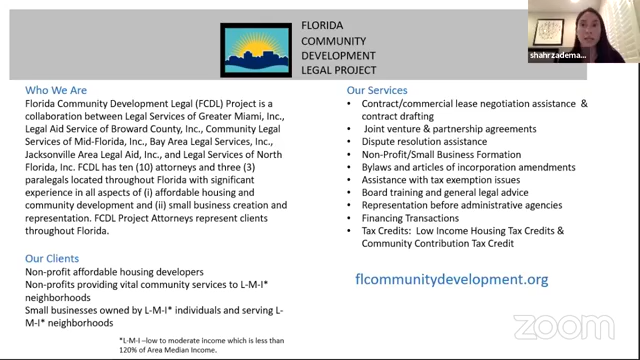 FLORIDA
COMMUNITY
DEVELOPMENT
LEGAL PROJECT
shahrzadema...
Who We Are
Florida Community Development Legal (FCDL) Project is a
collaboration between Legal Services of Greater Miami, Inc.,
Legal Aid Service of Broward County, Inc., Community Legal
Services of Mid-Florida, Inc., Bay Area Legal Services, Inc.,
Jacksonville Area Legal Aid, Inc., and Legal Services of North
Florida, Inc. FCDL has ten (10) attorneys and three (3)
paralegals located throughout Florida with significant
experience in all aspects of (i) affordable housing and
community development and (ii) small business creation and
representation. FCDL Project Attorneys represent clients
throughout Florida.
Our Clients
Non-profit affordable housing developers
Non-profits providing vital community services to L-M-I*
neighborhoods
Small businesses owned by L-M-I* individuals and serving L-
M-I* neighborhoods
*L-M-I –low to moderate income which is less than
120% of Area Median Income.
Our Services
• Contract/commercial lease negotiation assistance &
contract drafting
• Joint venture & partnership agreements
• Dispute resolution assistance
• Non-Profit/Small Business Formation
• Bylaws and articles of incorporation amendments
• Assistance with tax exemption issues
• Board training and general legal advice
• Representation before administrative agencies
• Financing Transactions
• Tax Credits: Low Income Housing Tax Credits &
Community Contribution Tax Credit
flcommunitydevelopment.org
zoom